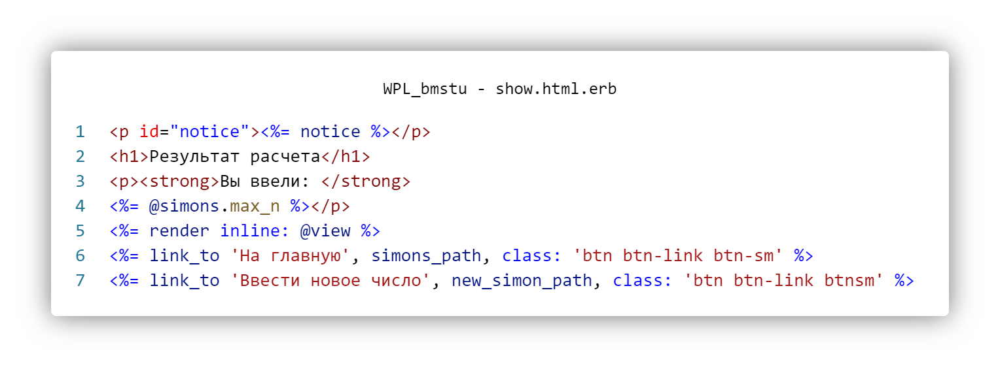 WPL_bmstu - show.html.erb
1 <p id="notice"><%= notice %></p>
2 <h1>Результат расчета</h1>
3 <p><strong>Вы ввели: </strong>
4 <%= @simons.max_n %></p>
5 <%= render inline: @view %>
6 <%= link_to 'На главную', simons_path, class: 'btn btn-link btn-sm' %>
7 <%= link_to 'Ввести новое число', new_simon_path, class: 'btn btn-link btnsm' %>